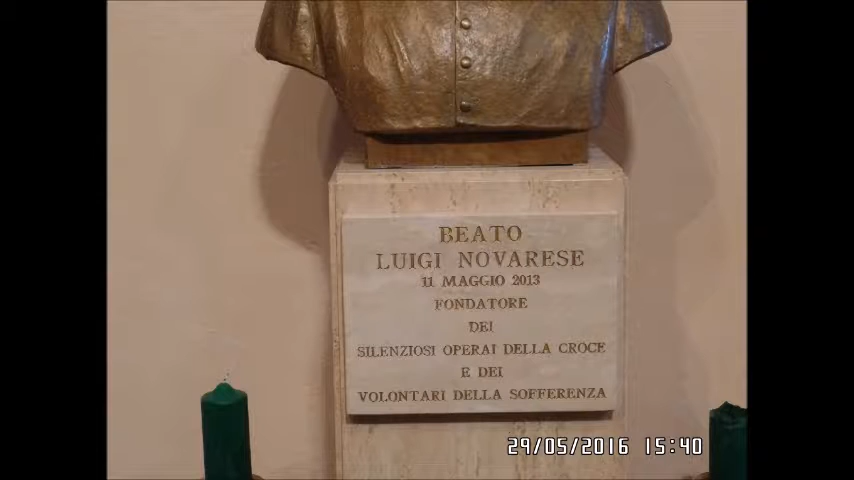 BEATO
LUIGI NOVARESE
11 MAGGIO 2013
FONDATORE
DEI
SILENZIOSI OPERAI DELLA CROCE
E DEI
VOLONTARI DELLA SOFFERENZA
29/05/2016 15:40